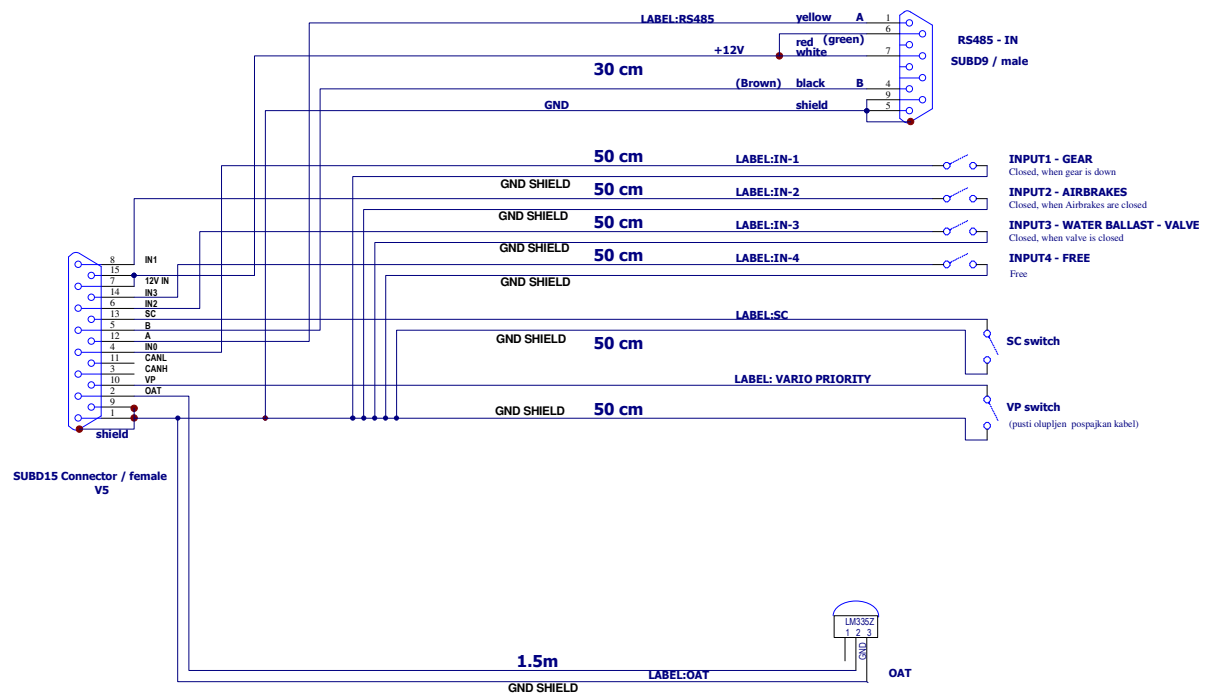 LABEL:RS485 yellow A 1
6
red (green)
+12V white 7
RS485 - IN
SUBD9 / male
30 cm
(Brown) black B 4
9
GND shield 5
50 cm LABEL:IN-1 INPUT1 - GEAR
Closed, when gear is down
GND SHIELD
50 cm LABEL:IN-2 INPUT2 - AIRBRAKES
Closed, when Airbrakes are closed
GND SHIELD
50 cm LABEL:IN-3 INPUT3 - WATER BALLAST - VALVE
Closed, when valve is closed
GND SHIELD
50 cm LABEL:IN-4 INPUT4 - FREE
Free
GND SHIELD
8 IN1
15
7 12V IN
14 IN3
6 IN2
13 SC
5 B
12 A
4 IN0
11 CANL
3 CANH
10 VP
2 OAT
9
1
shield
SUBD15 Connector / female
V5
LABEL:SC
GND SHIELD
50 cm
SC switch
LABEL: VARIO PRIORITY
GND SHIELD 50 cm
VP switch
(pusti olupljen pospajkan kabel)
LM335Z
1 2 3
GND
1.5m
LABEL:OAT
OAT
GND SHIELD